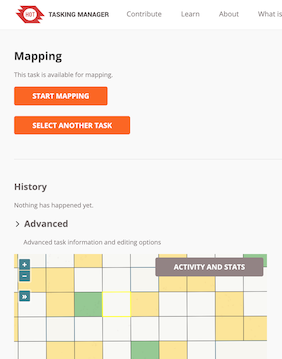 HOT TASKING MANAGER Contribute Learn About What is
Mapping
This task is available for mapping.
START MAPPING
SELECT ANOTHER TASK
History
Nothing has happened yet.
> Advanced
Advanced task information and editing options
+
−
»
ACTIVITY AND STATS